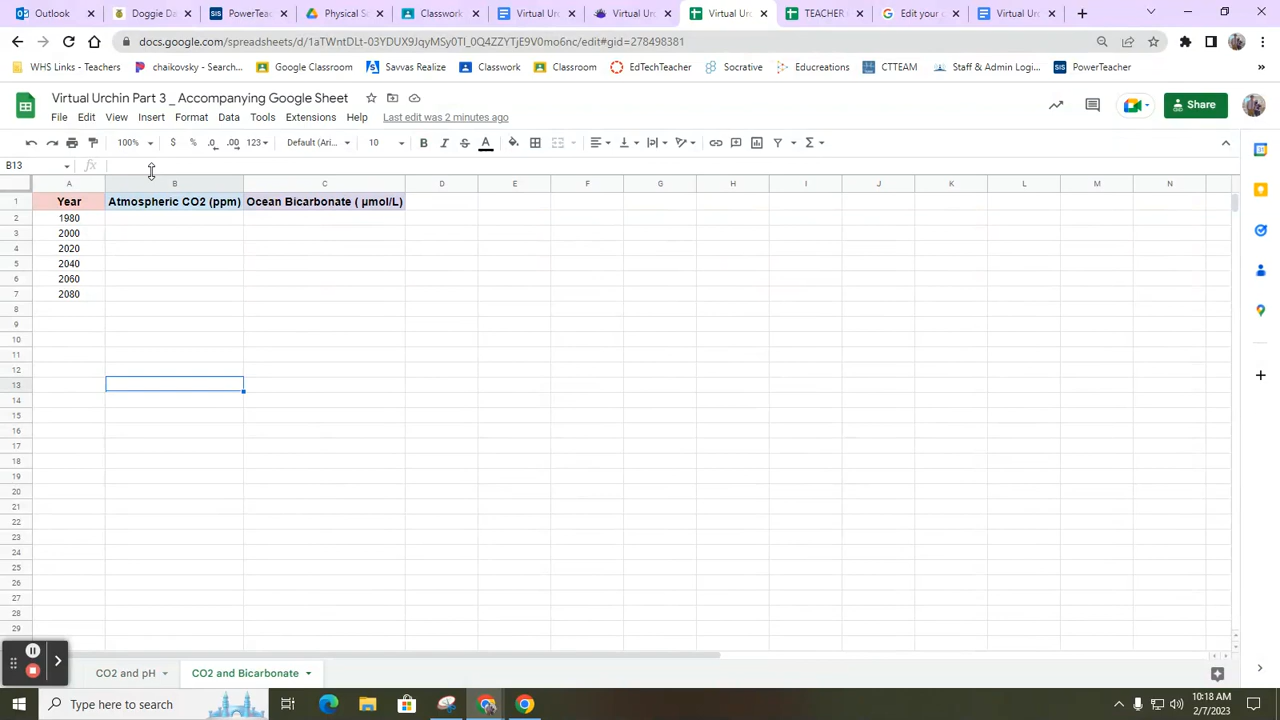 Outlook
Doggie Da
PowerTea
Physical S
Classwork
Virtual Ur
Virtual Ur
Virtual Ur
TEACHER
Edit your
Virtual Ur
docs.google.com/spreadsheets/d/1aTWntDLt-03YDUX9JqyMSy0Tl_0Q4ZZYjE9V0mo6nc/edit#gid=278498381
WHS Links - Teachers
chaikovsky - Search...
Google Classroom
Savvas Realize
Classwork
Classroom
EdTechTeacher
Socrative
Educreations
CTTEAM
Staff & Admin Logi...
PowerTeacher
»
Virtual Urchin Part 3 _ Accompanying Google Sheet
Share
File Edit View Insert Format Data Tools Extensions Help Last edit was 2 minutes ago
100% $ % .0 .00 123 Default (Ari... 10 B I S A
B13 fx
A B C D E F G H I J K L M N
1 Year Atmospheric CO2 (ppm) Ocean Bicarbonate ( µmol/L)
2 1980
3 2000
4 2020
5 2040
6 2060
7 2080
8
9
10
11
12
13
14
15
16
17
18
19
20
21
22
23
24
25
26
27
28
29
CO2 and pH CO2 and Bicarbonate
Type here to search
10:18 AM
2/7/2023